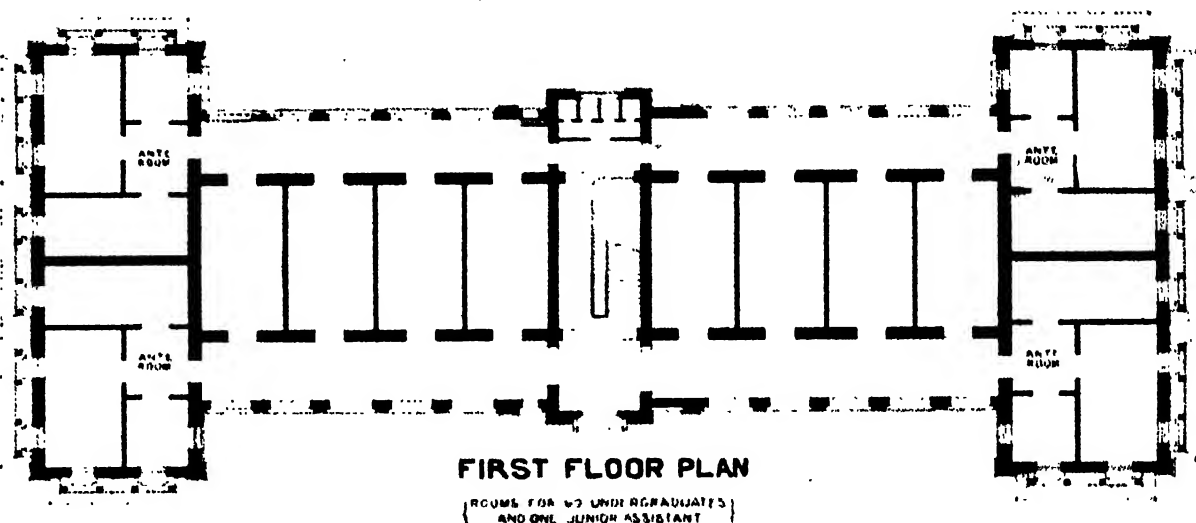 ANTE
ROOM
ANTE
ROOM
ANTE
ROOM
ANTE
ROOM
FIRST FLOOR PLAN
ROOMS FOR UNDERGRADUATES
AND ONE JUNIOR ASSISTANT